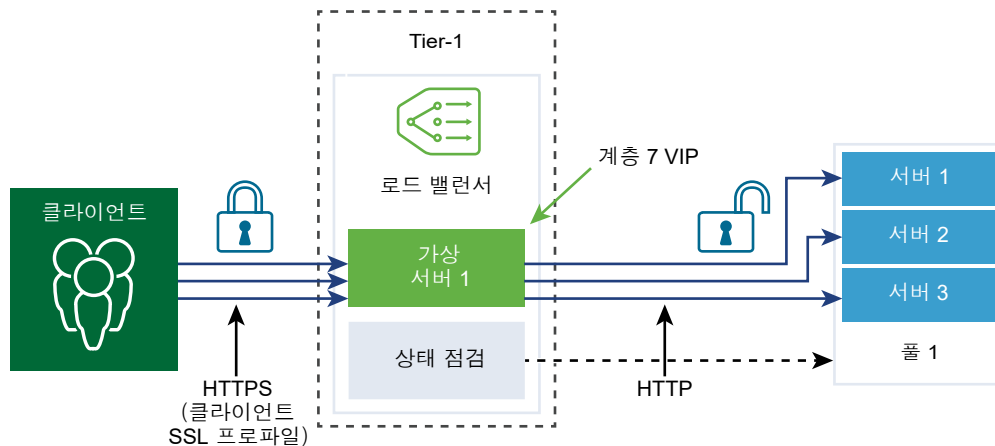 Tier-1
로드 밸런서
계층 7 VIP
클라이언트
가상
서버 1
상태 점검
서버 1
서버 2
서버 3
풀 1
HTTPS
(클라이언트
SSL 프로파일)
HTTP